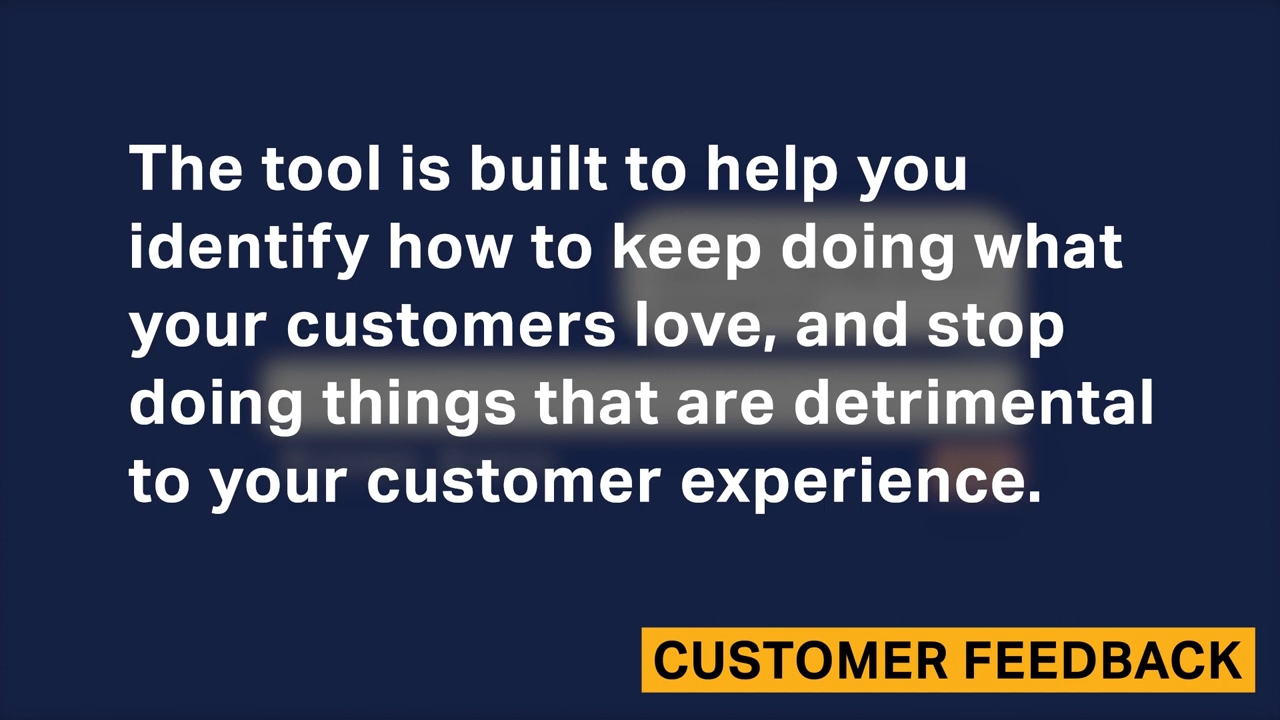 The tool is built to help you
identify how to keep doing what
your customers love, and stop
doing things that are detrimental
to your customer experience.
CUSTOMER FEEDBACK